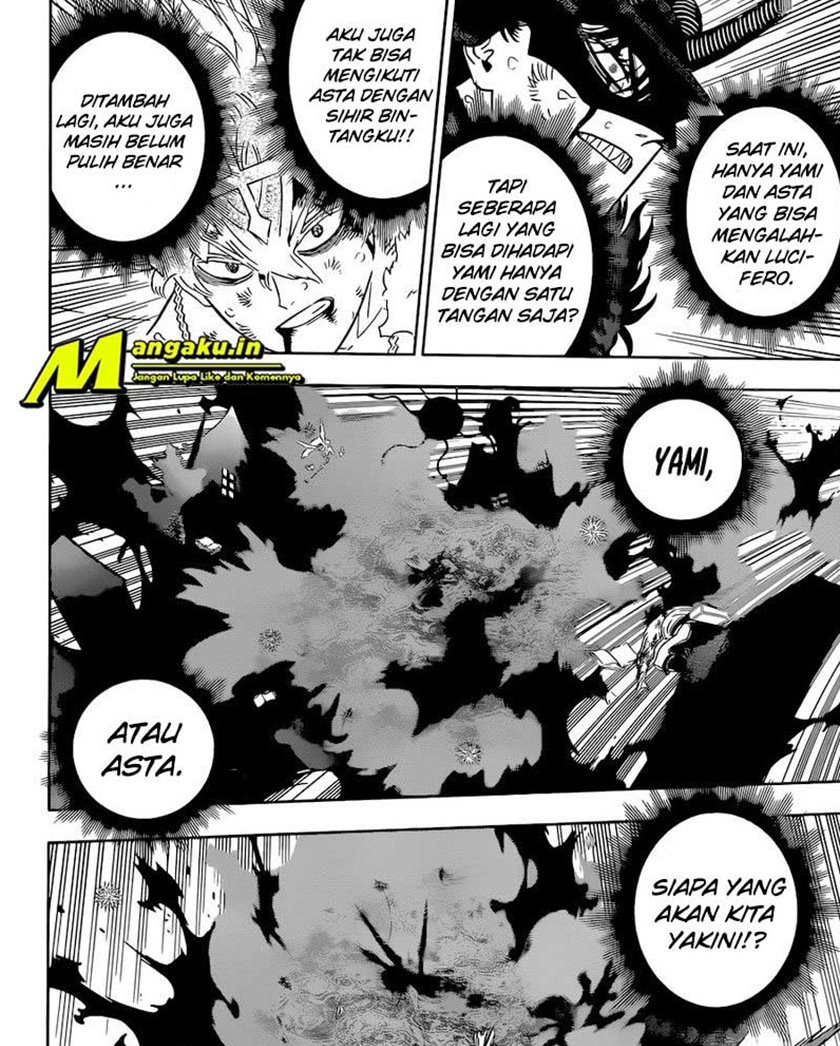 SAAT INI,
HANYA YAMI
DAN ASTA
YANG BISA
MENGALAH-
KAN LUCI-
FERO.
TAPI
SEBERAPA
LAGI YANG
BISA DIHADAPI
YAMI HANYA
DENGAN SATU
TANGAN SAJA?
AKU JUGA
TAK BISA
MENGIKUTI
ASTA DENGAN
SIHIR BIN-
TANGKU!!
DITAMBAH
LAGI, AKU JUGA
MASIH BELUM
PULIH BENAR
...
Mangaku.in
Jangan Lupa Like dan Komennya
YAMI,
ATAU
ASTA.
SIAPA YANG
AKAN KITA
YAKINI!?